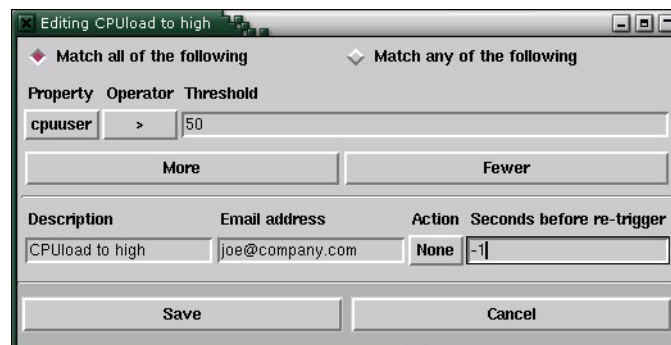 Editing CPUload to high
Match all of the following Match any of the following
Property Operator Threshold
cpuuser > 50
More Fewer
Description Email address Action Seconds before re-trigger
CPUload to high joe@company.com None -1
Save Cancel